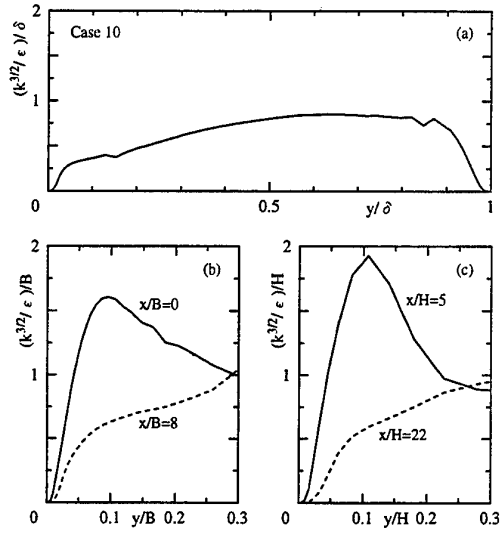 2
Case 10
(a)
(k^3/2/ε)/δ
1
0
0.5
1
y/δ
2
(b)
x/B=0
(k^3/2/ε)/B
1
x/B=8
0
0.1
0.2
0.3
y/B
2
(c)
x/H=5
(k^3/2/ε)/H
1
x/H=22
0
0.1
0.2
0.3
y/H